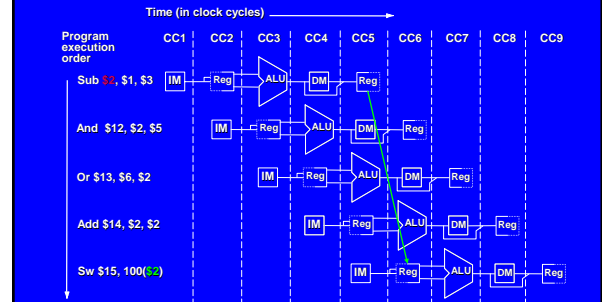 Time (in clock cycles)
Program execution order
CC1 CC2 CC3 CC4 CC5 CC6 CC7 CC8 CC9
Sub $2, $1, $3
IM Reg ALU DM Reg
And $12, $2, $5
IM Reg ALU DM Reg
Or $13, $6, $2
IM Reg ALU DM Reg
Add $14, $2, $2
IM Reg ALU DM Reg
Sw $15, 100($2)
IM Reg ALU DM Reg